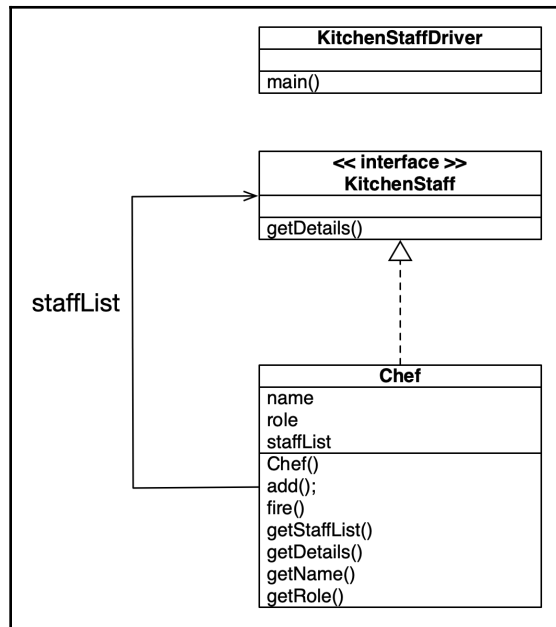 KitchenStaffDriver
main()
<< interface >>
KitchenStaff
getDetails()
staffList
Chef
name
role
staffList
Chef()
add();
fire()
getStaffList()
getDetails()
getName()
getRole()